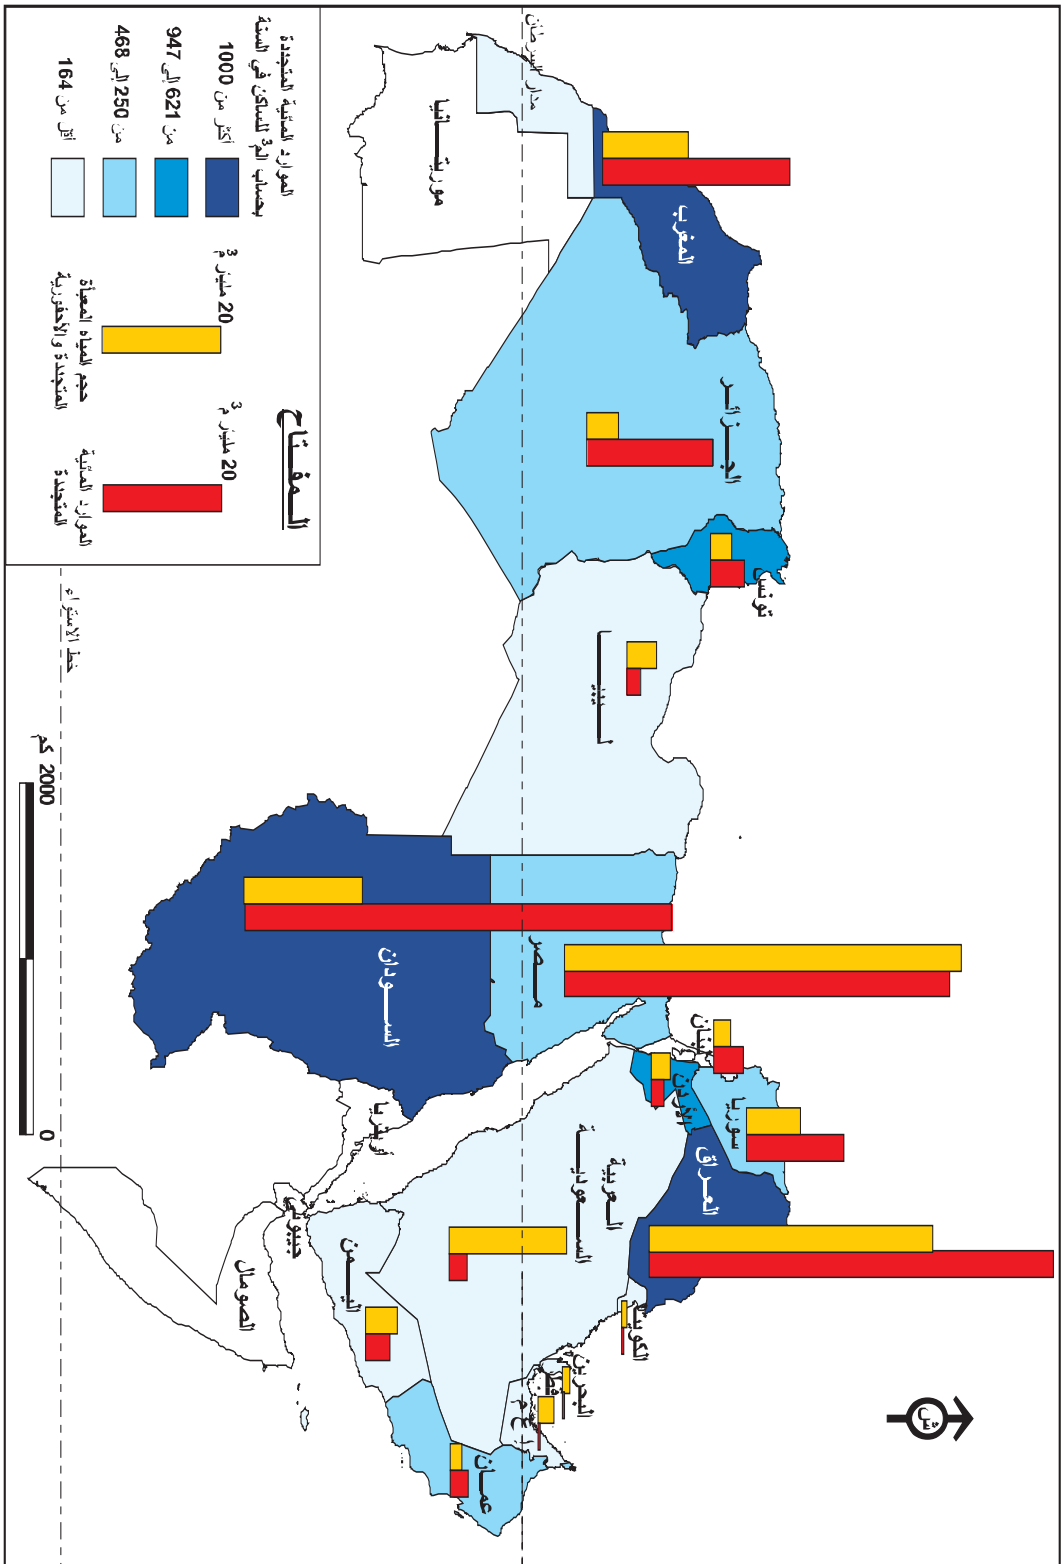 المفتاح
الموارد المائية المتجددة
بحساب الم3 للساكن في السنة
أكثر من 1000
من 621 إلى 947
من 250 إلى 468
أقل من 164
20 مليار م3
حجم المياه المعبأة
المتجددة والأحفورية
20 مليار م3
الموارد المائية
المتجددة
مدار السرطان
خط الاستواء
موريتانيا
المغرب
الجزائر
تونس
ليبيا
مصر
السودان
أريتريا
جيبوتي
الصومال
لبنان
سوريا
الأردن
العراق
العربية
السعودية
الكويت
البحرين
قطر
إ ع م
عمان
اليمن
ش
0
2000 كم